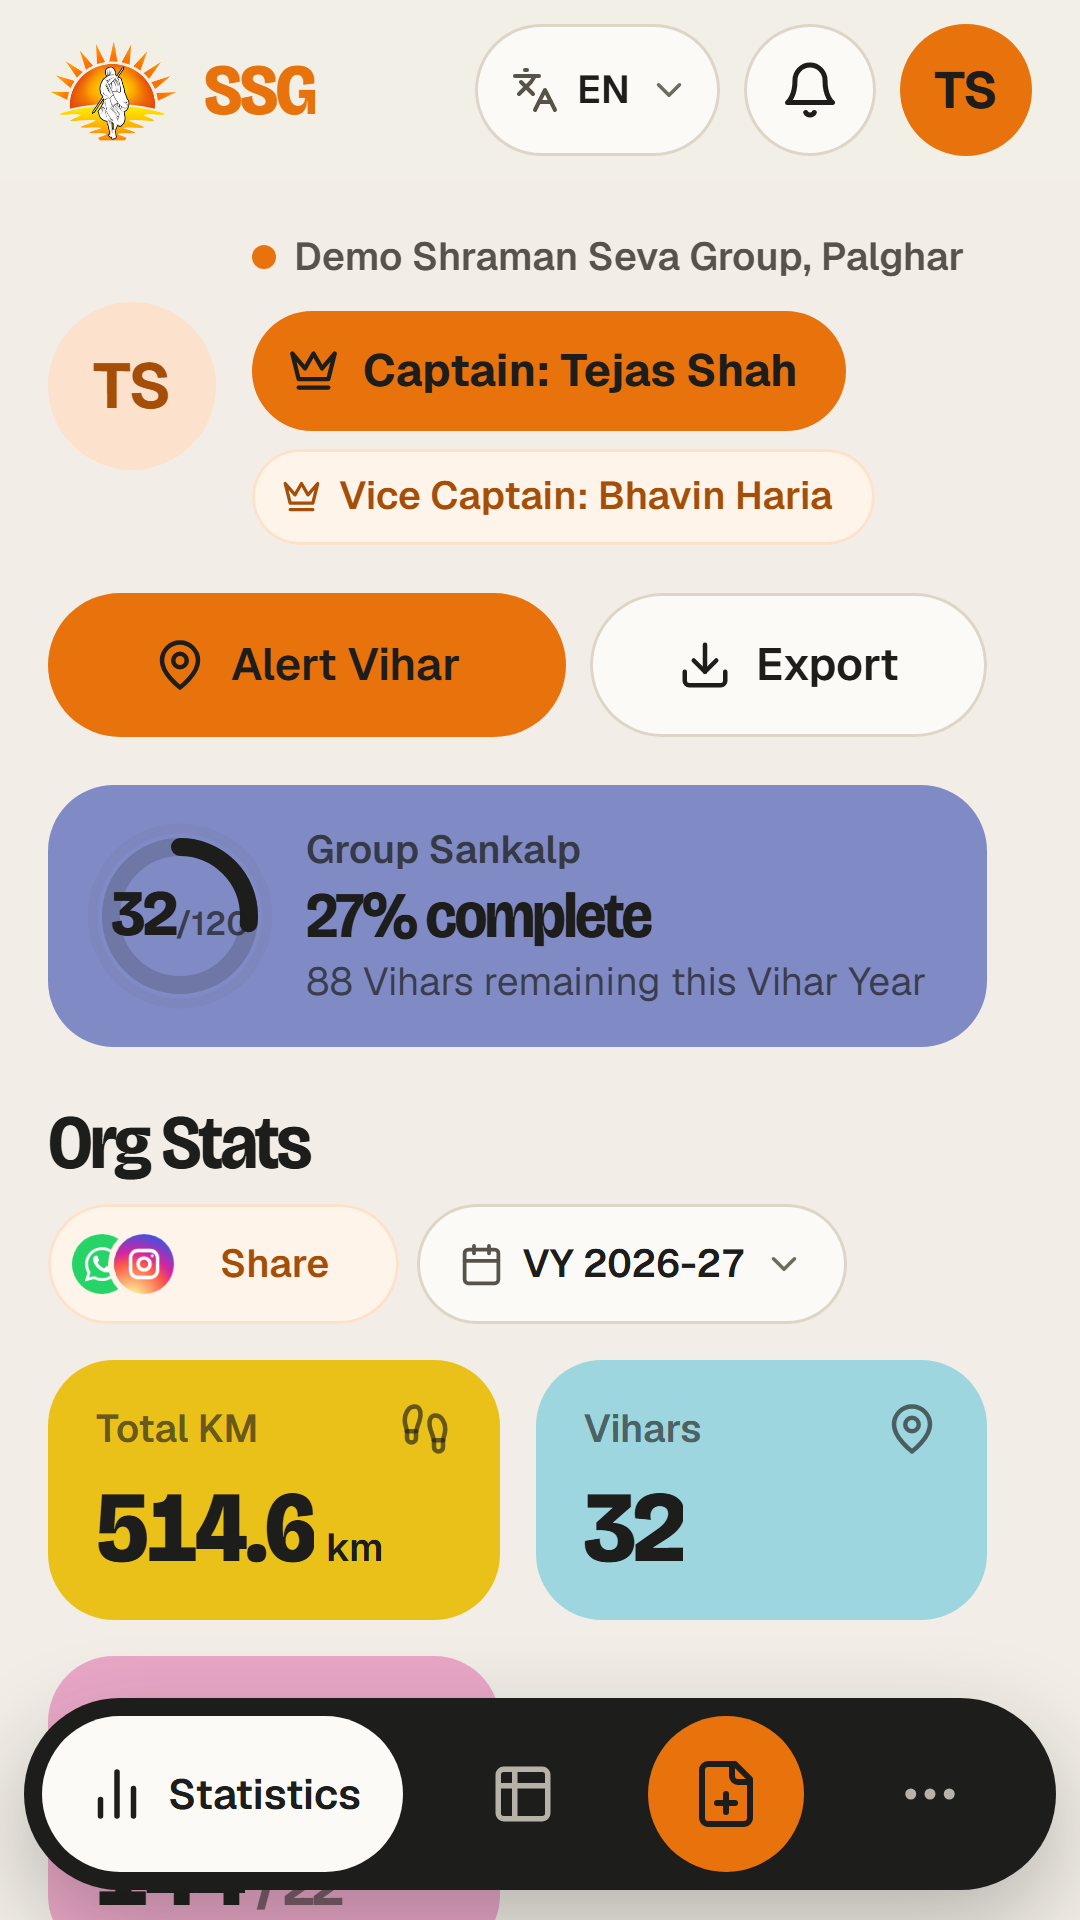 SSG
EN
TS
Demo Shraman Seva Group, Palghar
TS
Captain: Tejas Shah
Vice Captain: Bhavin Haria
Alert Vihar
Export
Group Sankalp
32/120
27% complete
88 Vihars remaining this Vihar Year
Org Stats
Share
VY 2026-27
Total KM
514.6 km
Vihars
32
Statistics